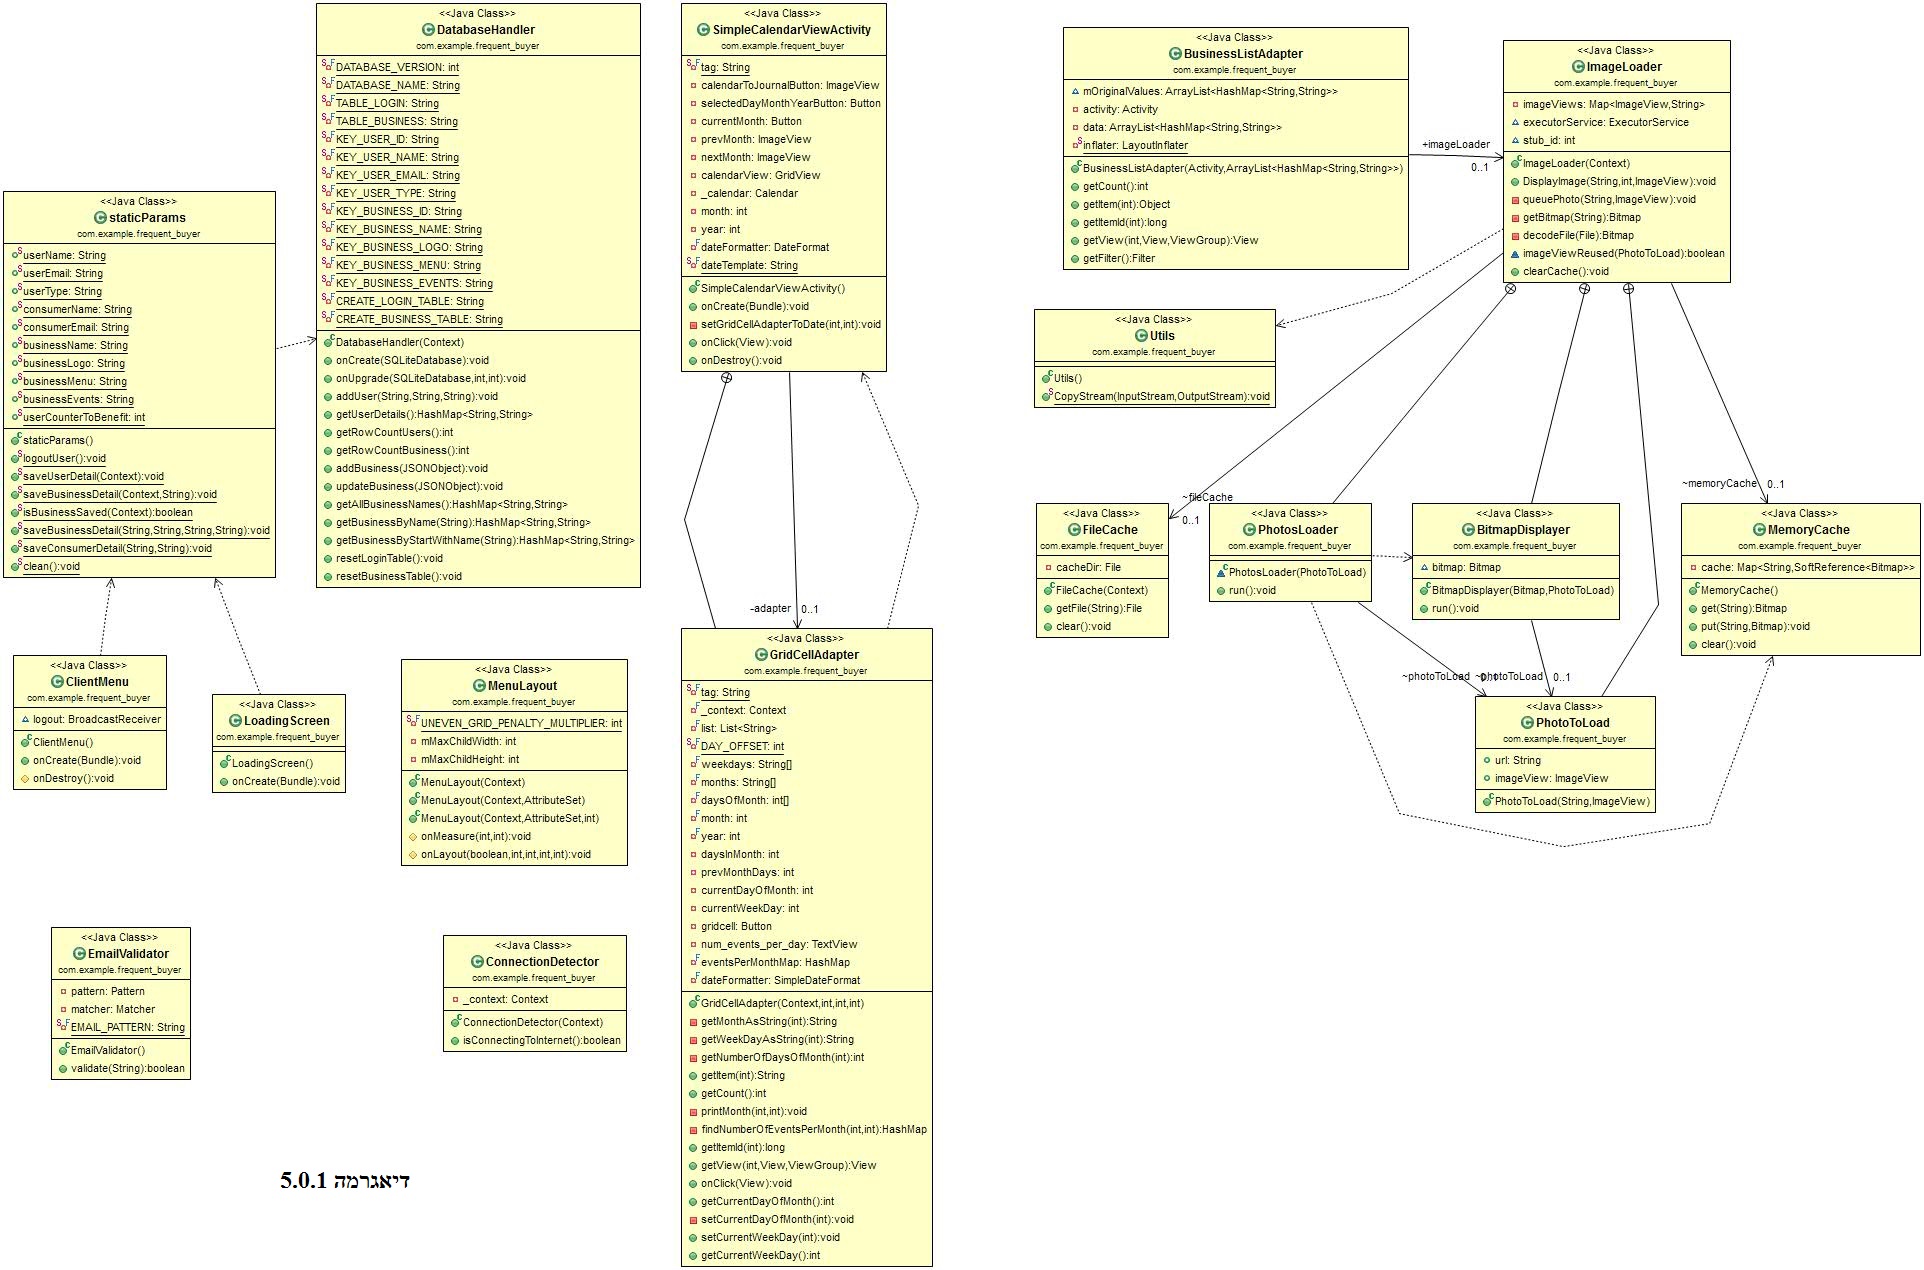 <<Java Class>>
staticParams
com.example.frequent_buyer
userName: String
userEmail: String
userType: String
consumerName: String
consumerEmail: String
businessName: String
businessLogo: String
businessMenu: String
businessEvents: String
userCounterToBenefit: int
staticParams()
logoutUser():void
saveUserDetail(Context):void
saveBusinessDetail(Context,String):void
isBusinessSaved(Context):boolean
saveBusinessDetail(String,String,String,String):void
saveConsumerDetail(String,String):void
clean():void
<<Java Class>>
DatabaseHandler
com.example.frequent_buyer
DATABASE_VERSION: int
DATABASE_NAME: String
TABLE_LOGIN: String
TABLE_BUSINESS: String
KEY_USER_ID: String
KEY_USER_NAME: String
KEY_USER_EMAIL: String
KEY_USER_TYPE: String
KEY_BUSINESS_ID: String
KEY_BUSINESS_NAME: String
KEY_BUSINESS_LOGO: String
KEY_BUSINESS_MENU: String
KEY_BUSINESS_EVENTS: String
CREATE_LOGIN_TABLE: String
CREATE_BUSINESS_TABLE: String
DatabaseHandler(Context)
onCreate(SQLiteDatabase):void
onUpgrade(SQLiteDatabase,int,int):void
addUser(String,String,String):void
getUserDetails():HashMap<String,String>
getRowCountUsers():int
getRowCountBusiness():int
addBusiness(JSONObject):void
updateBusiness(JSONObject):void
getAllBusinessNames():HashMap<String,String>
getBusinessByName(String):HashMap<String,String>
getBusinessByStartWithName(String):HashMap<String,String>
resetLoginTable():void
resetBusinessTable():void
<<Java Class>>
SimpleCalendarViewActivity
com.example.frequent_buyer
tag: String
calendarToJournalButton: ImageView
selectedDayMonthYearButton: Button
currentMonth: Button
prevMonth: ImageView
nextMonth: ImageView
calendarView: GridView
_calendar: Calendar
month: int
year: int
dateFormatter: DateFormat
dateTemplate: String
SimpleCalendarViewActivity()
onCreate(Bundle):void
setGridCellAdapterToDate(int,int):void
onClick(View):void
onDestroy():void
-adapter
0..1
<<Java Class>>
GridCellAdapter
com.example.frequent_buyer
tag: String
_context: Context
list: List<String>
DAY_OFFSET: int
weekdays: String[]
months: String[]
daysOfMonth: int[]
month: int
year: int
daysInMonth: int
prevMonthDays: int
currentDayOfMonth: int
currentWeekDay: int
gridcell: Button
num_events_per_day: TextView
eventsPerMonthMap: HashMap
dateFormatter: SimpleDateFormat
GridCellAdapter(Context,int,int,int)
getMonthAsString(int):String
getWeekDayAsString(int):String
getNumberOfDaysOfMonth(int):int
getItem(int):String
getCount():int
printMonth(int,int):void
findNumberOfEventsPerMonth(int,int):HashMap
getItemId(int):long
getView(int,View,ViewGroup):View
onClick(View):void
getCurrentDayOfMonth():int
setCurrentDayOfMonth(int):void
setCurrentWeekDay(int):void
getCurrentWeekDay():int
<<Java Class>>
ClientMenu
com.example.frequent_buyer
logout: BroadcastReceiver
ClientMenu()
onCreate(Bundle):void
onDestroy():void
<<Java Class>>
LoadingScreen
com.example.frequent_buyer
LoadingScreen()
onCreate(Bundle):void
<<Java Class>>
MenuLayout
com.example.frequent_buyer
UNEVEN_GRID_PENALTY_MULTIPLIER: int
mMaxChildWidth: int
mMaxChildHeight: int
MenuLayout(Context)
MenuLayout(Context,AttributeSet)
MenuLayout(Context,AttributeSet,int)
onMeasure(int,int):void
onLayout(boolean,int,int,int,int):void
<<Java Class>>
EmailValidator
com.example.frequent_buyer
pattern: Pattern
matcher: Matcher
EMAIL_PATTERN: String
EmailValidator()
validate(String):boolean
<<Java Class>>
ConnectionDetector
com.example.frequent_buyer
_context: Context
ConnectionDetector(Context)
isConnectingToInternet():boolean
דיאגרמה 5.0.1
<<Java Class>>
BusinessListAdapter
com.example.frequent_buyer
mOriginalValues: ArrayList<HashMap<String,String>>
activity: Activity
data: ArrayList<HashMap<String,String>>
inflater: LayoutInflater
BusinessListAdapter(Activity,ArrayList<HashMap<String,String>>)
getCount():int
getItem(int):Object
getItemId(int):long
getView(int,View,ViewGroup):View
getFilter():Filter
+imageLoader
0..1
<<Java Class>>
ImageLoader
com.example.frequent_buyer
imageViews: Map<ImageView,String>
executorService: ExecutorService
stub_id: int
ImageLoader(Context)
DisplayImage(String,int,ImageView):void
queuePhoto(String,ImageView):void
getBitmap(String):Bitmap
decodeFile(File):Bitmap
imageViewReused(PhotoToLoad):boolean
clearCache():void
<<Java Class>>
Utils
com.example.frequent_buyer
Utils()
CopyStream(InputStream,OutputStream):void
~fileCache
0..1
~memoryCache
0..1
<<Java Class>>
FileCache
com.example.frequent_buyer
cacheDir: File
FileCache(Context)
getFile(String):File
clear():void
<<Java Class>>
PhotosLoader
com.example.frequent_buyer
PhotosLoader(PhotoToLoad)
run():void
<<Java Class>>
BitmapDisplayer
com.example.frequent_buyer
bitmap: Bitmap
BitmapDisplayer(Bitmap,PhotoToLoad)
run():void
<<Java Class>>
MemoryCache
com.example.frequent_buyer
cache: Map<String,SoftReference<Bitmap>>
MemoryCache()
get(String):Bitmap
put(String,Bitmap):void
clear():void
~photoToLoad
0..1
~photoToLoad
0..1
<<Java Class>>
PhotoToLoad
com.example.frequent_buyer
url: String
imageView: ImageView
PhotoToLoad(String,ImageView)